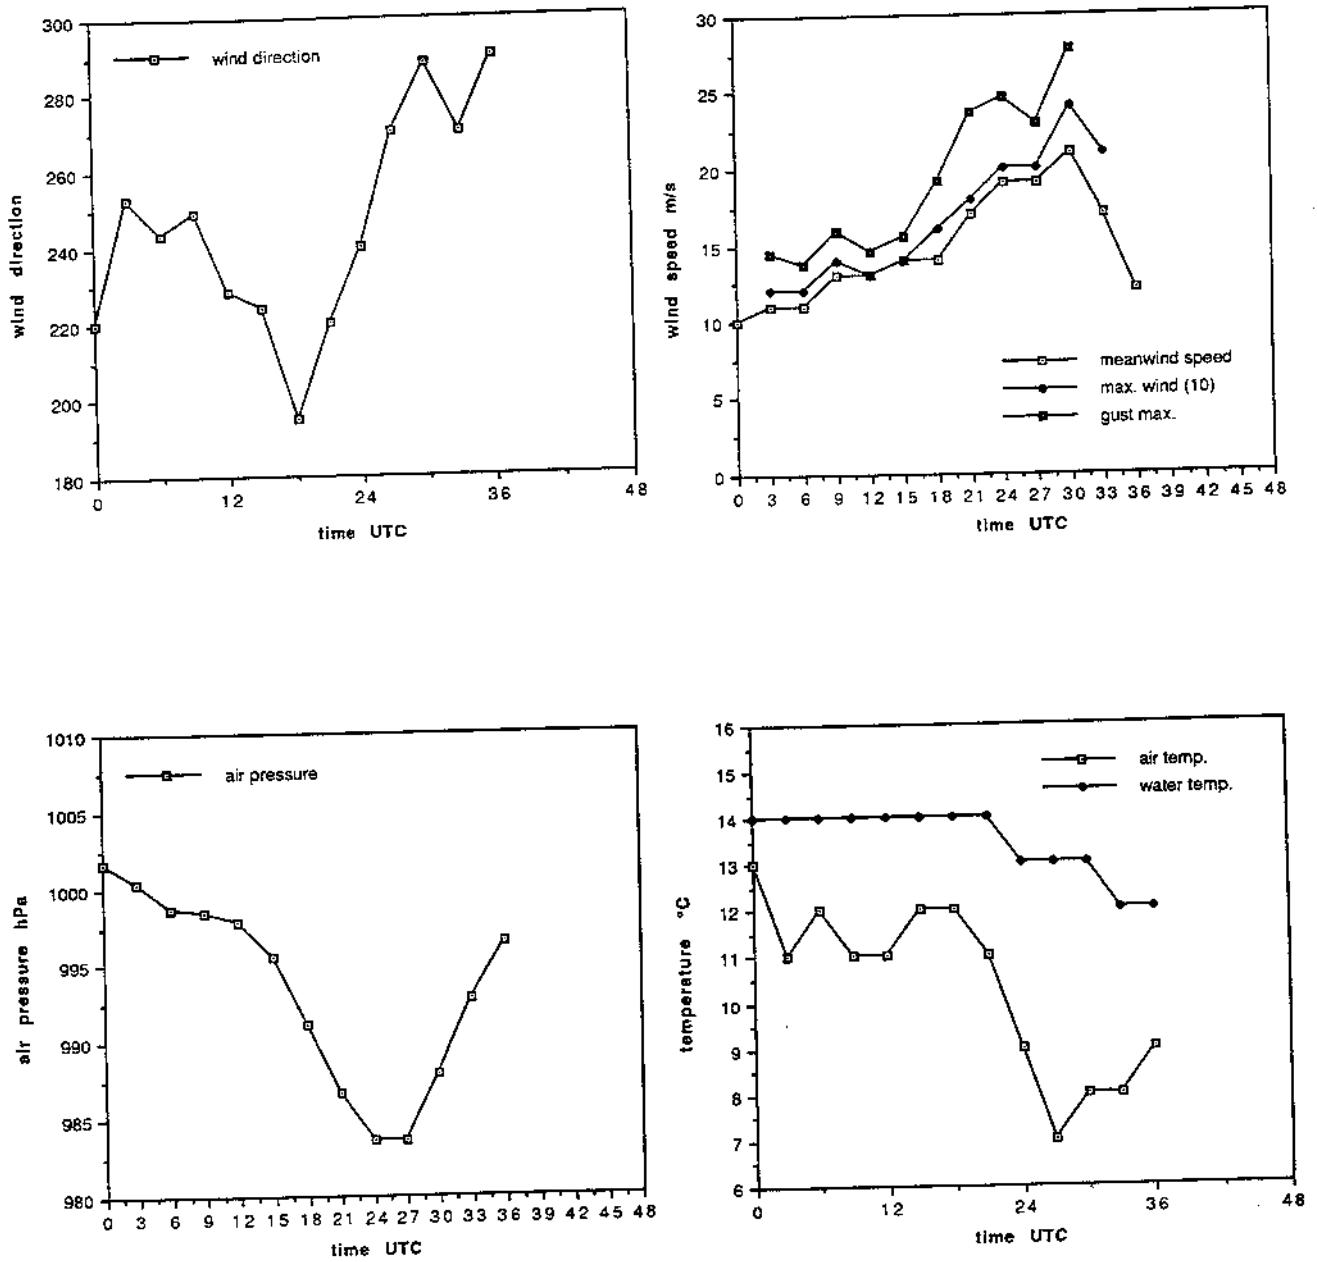 300
280
260
240
220
200
180
wind direction
wind direction
0 12 24 36 48
time UTC
30
25
20
15
10
5
0
wind speed m/s
meanwind speed
max. wind (10)
gust max.
0 3 6 9 12 15 18 21 24 27 30 33 36 39 42 45 48
time UTC
1010
1005
1000
995
990
985
980
air pressure hPa
air pressure
0 3 6 9 12 15 18 21 24 27 30 33 36 39 42 45 48
time UTC
16
15
14
13
12
11
10
9
8
7
6
temperature °C
air temp.
water temp.
0 12 24 36 48
time UTC